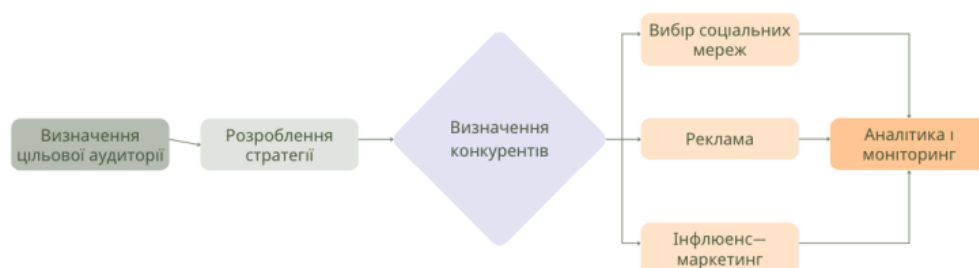 Визначення
цільової аудиторії
Розроблення
стратегії
Визначення
конкурентів
Вибір соціальних
мереж
Реклама
Інфлюенс—
маркетинг
Аналітика і
моніторинг